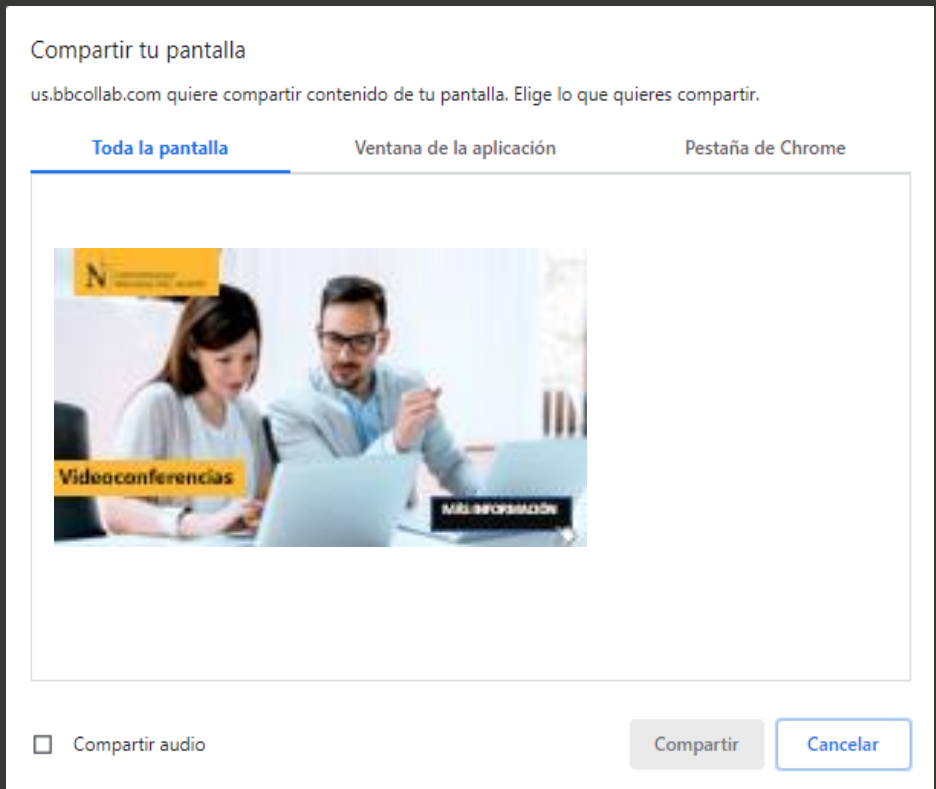 Compartir tu pantalla
us.bbcollab.com quiere compartir contenido de tu pantalla. Elige lo que quieres compartir.
Toda la pantalla
Ventana de la aplicación
Pestaña de Chrome
N
Videoconferencias
MÁS INFORMACIÓN
Compartir audio
Compartir
Cancelar